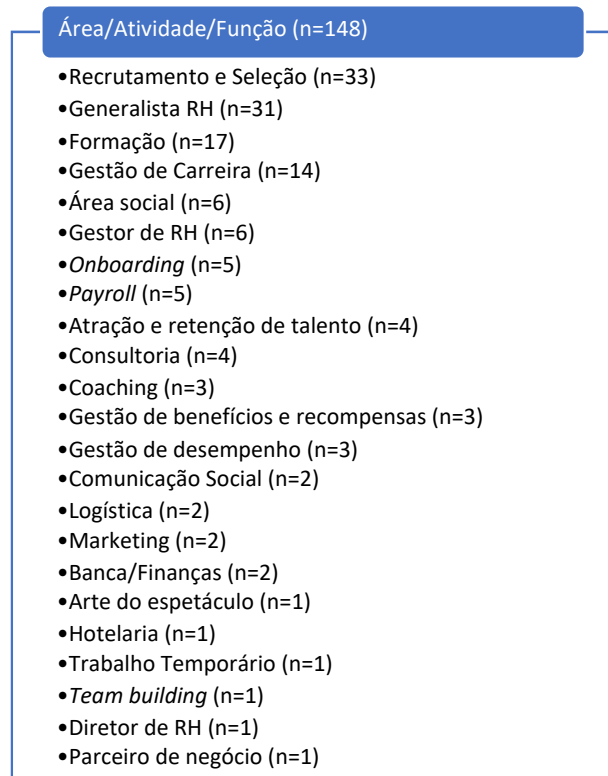 Área/Atividade/Função (n=148)
•Recrutamento e Seleção (n=33)
•Generalista RH (n=31)
•Formação (n=17)
•Gestão de Carreira (n=14)
•Área social (n=6)
•Gestor de RH (n=6)
•Onboarding (n=5)
•Payroll (n=5)
•Atração e retenção de talento (n=4)
•Consultoria (n=4)
•Coaching (n=3)
•Gestão de benefícios e recompensas (n=3)
•Gestão de desempenho (n=3)
•Comunicação Social (n=2)
•Logística (n=2)
•Marketing (n=2)
•Banca/Finanças (n=2)
•Arte do espetáculo (n=1)
•Hotelaria (n=1)
•Trabalho Temporário (n=1)
•Team building (n=1)
•Diretor de RH (n=1)
•Parceiro de negócio (n=1)